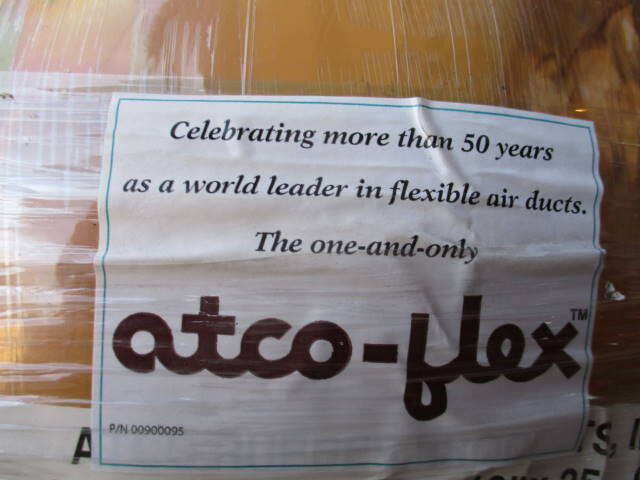 Celebrating more than 50 years
as a world leader in flexible air ducts.
The one-and-only
atco-flex™
P/N 00900095